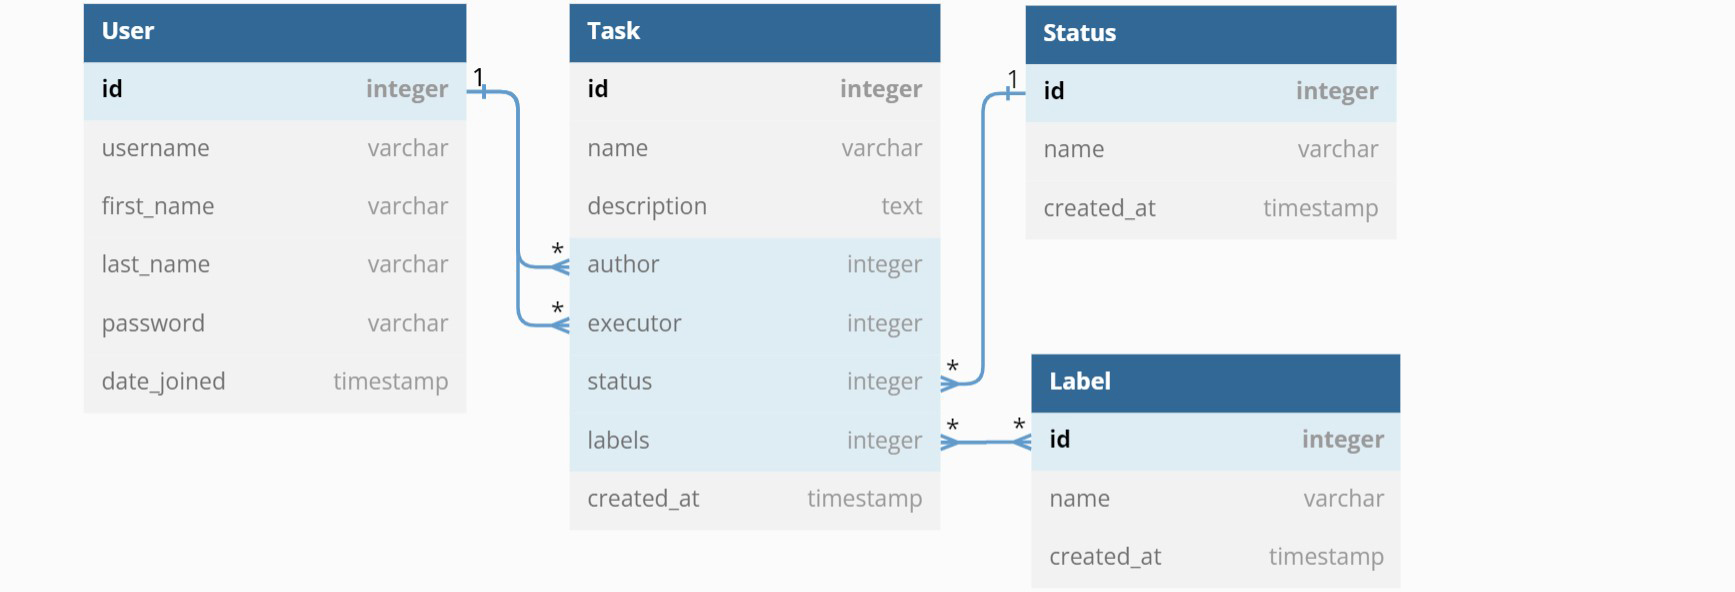 User
id integer
username varchar
first_name varchar
last_name varchar
password varchar
date_joined timestamp
1
*
*
Task
id integer
name varchar
description text
author integer
executor integer
status integer
labels integer
created_at timestamp
*
1
* *
Status
id integer
name varchar
created_at timestamp
Label
id integer
name varchar
created_at timestamp